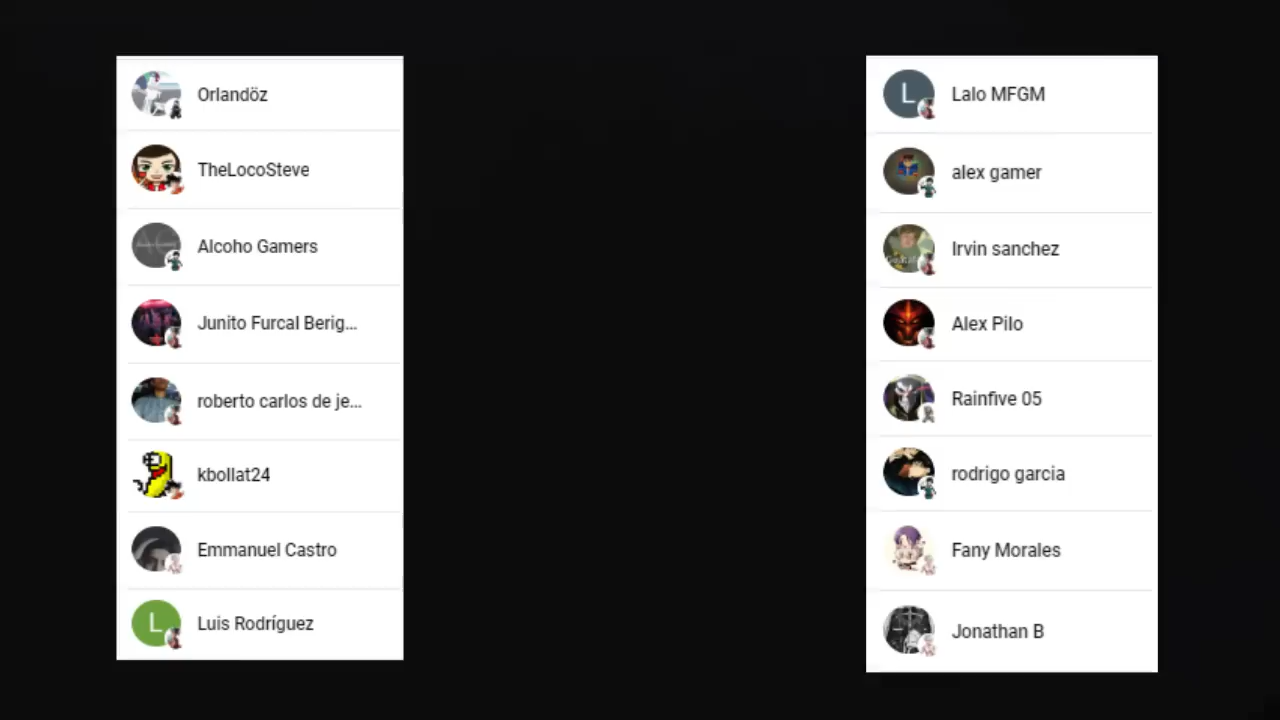 Orlandöz
TheLocoSteve
Alcoho Gamers
Junito Furcal Berig...
roberto carlos de je...
kbollat24
Emmanuel Castro
L
Luis Rodríguez
L
Lalo MFGM
alex gamer
Irvin sanchez
Alex Pilo
Rainfive 05
rodrigo garcia
Fany Morales
Jonathan B